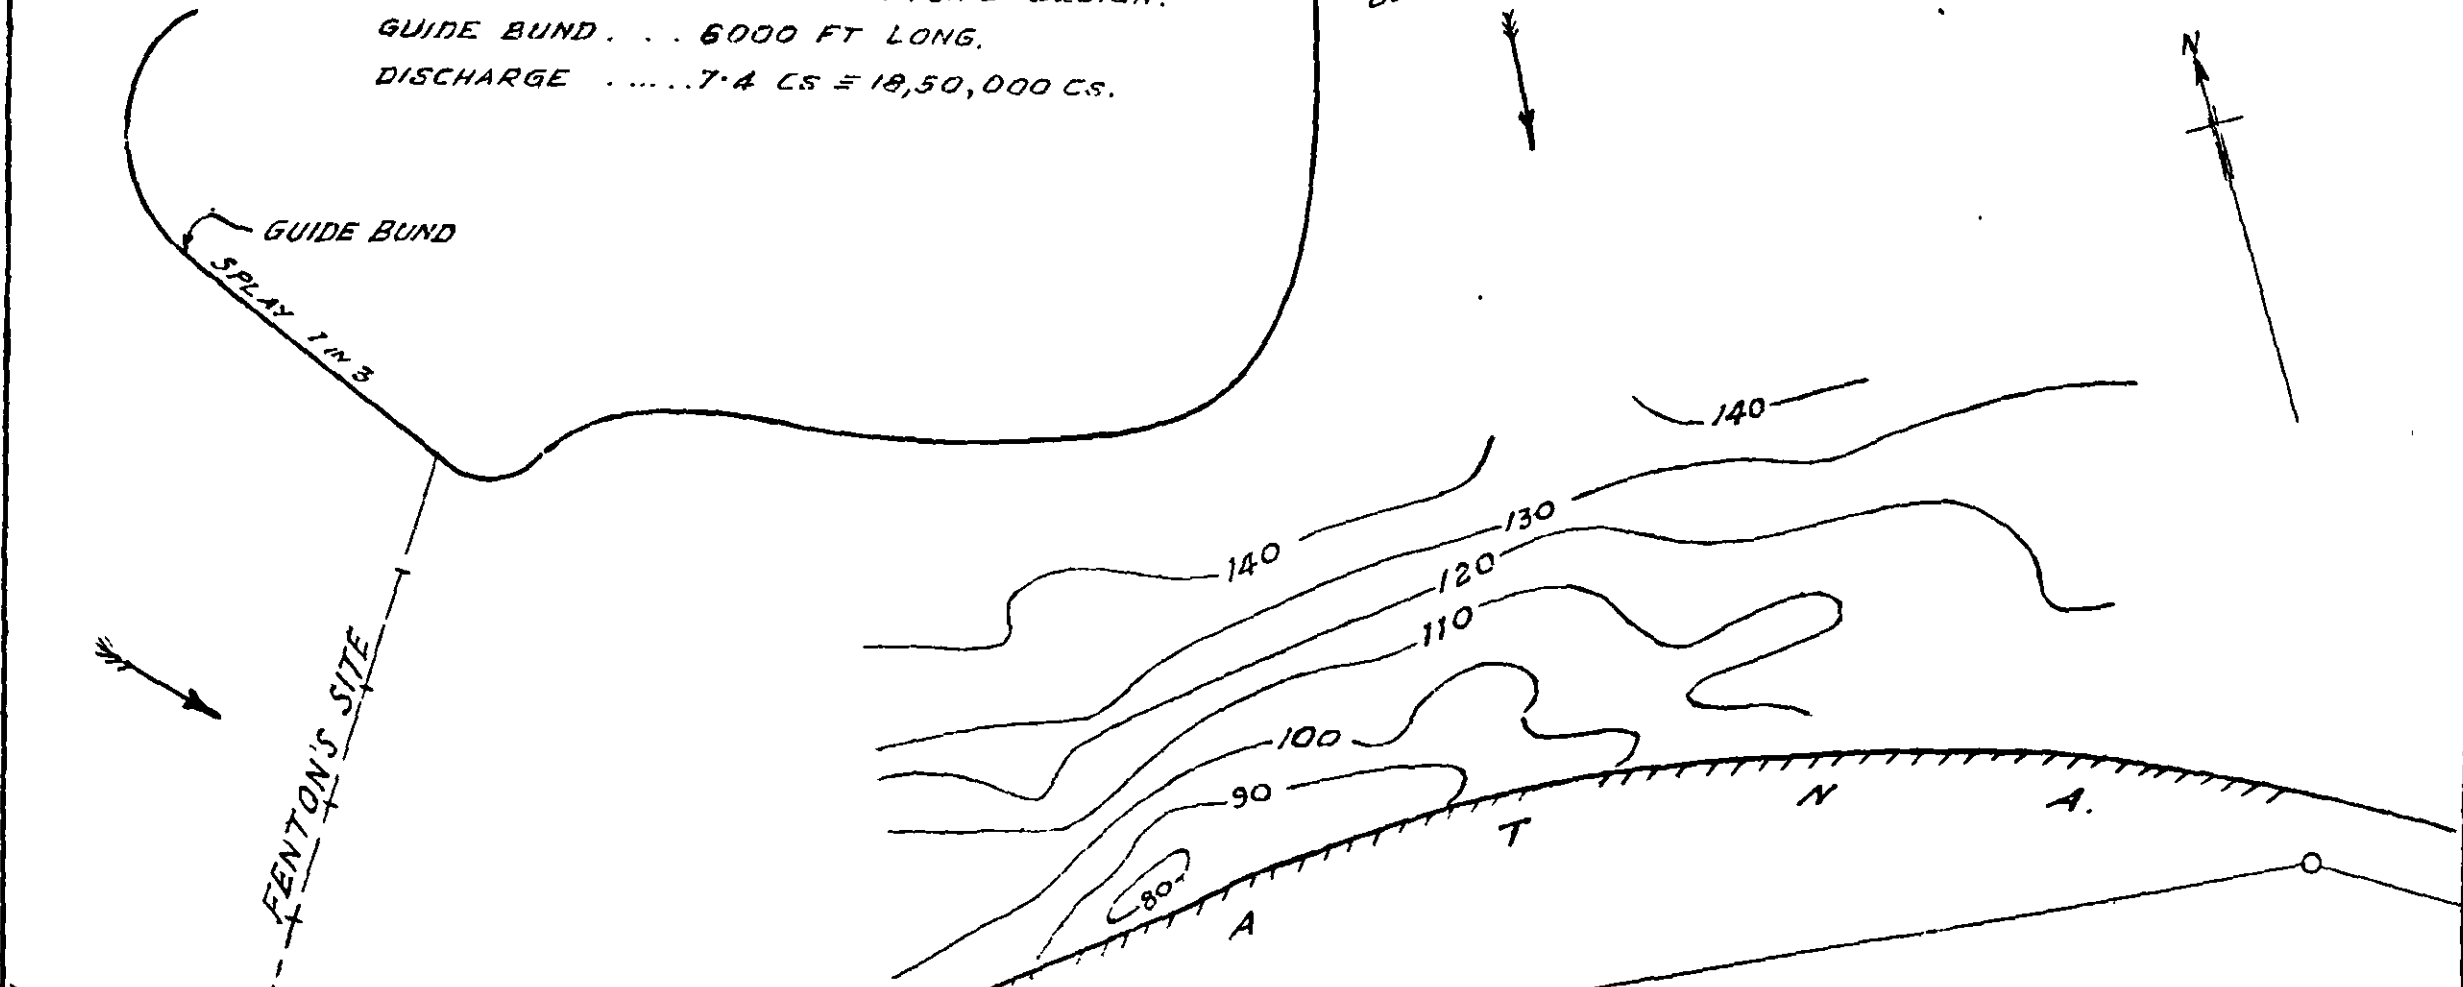 GUIDE BUND . . . 6000 FT LONG.
DISCHARGE . .... . 7.4 CS ≡ 18,50,000 CS.
N
GUIDE BUND
SPLAY 1 IN 3
140
140
130
120
110
100
90
80
FENTON'S SITE
A T N A.